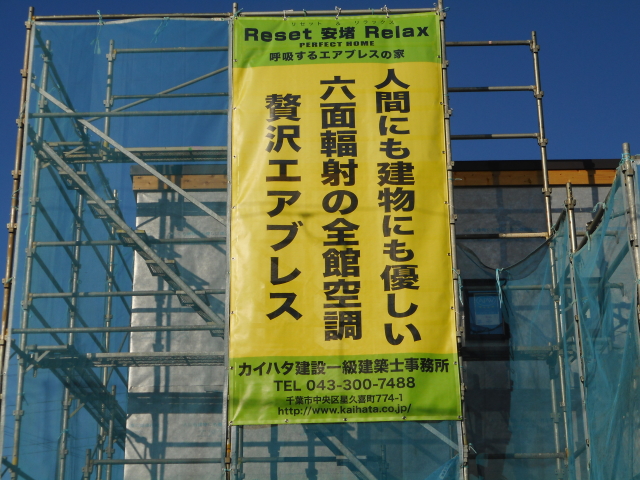 リセット & リラックス
Reset 安堵 Relax
PERFECT HOME
呼吸するエアブレスの家
人間にも建物にも優しい
六面輻射の全館空調
贅沢エアブレス
カイハタ建設一級建築士事務所
TEL 043-300-7488
千葉市中央区星久喜町774-1
http://www.kaihata.co.jp/